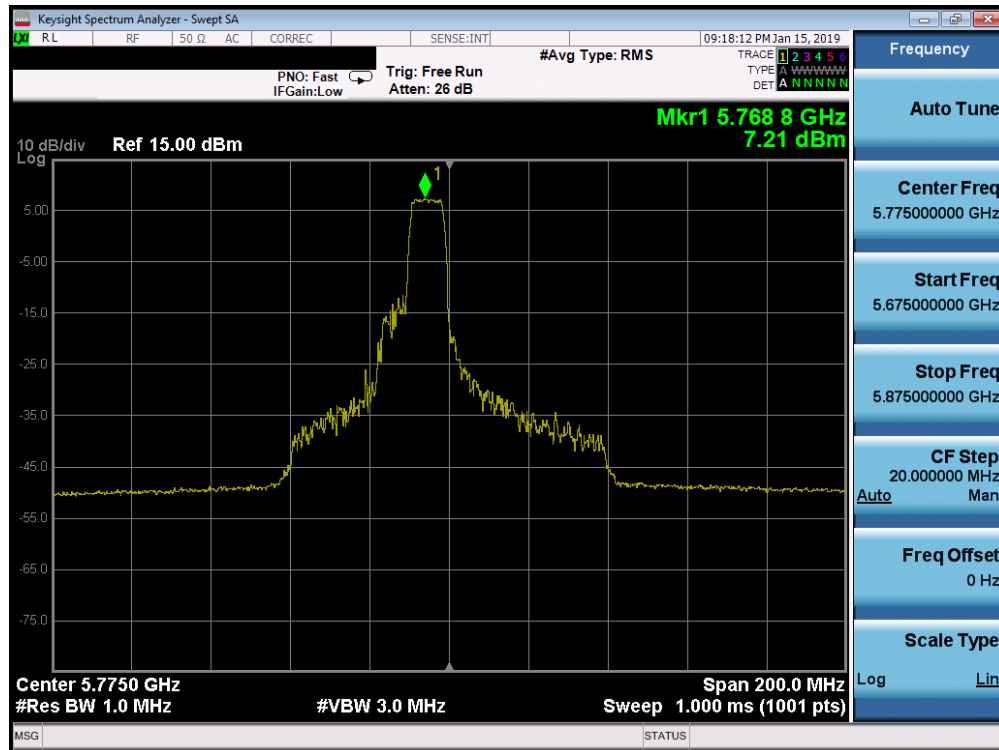 Keysight Spectrum Analyzer - Swept SA
LXI RL RF 50 Ω AC CORREC SENSE:INT 09:18:12 PM Jan 15, 2019
#Avg Type: RMS
TRACE 1 2 3 4 5 6
TYPE A WWWWW
DET A N N N N N
PNO: Fast
IFGain:Low
Trig: Free Run
Atten: 26 dB
Mkr1 5.768 8 GHz
7.21 dBm
10 dB/div Ref 15.00 dBm
Log
1
5.00
-5.00
-15.0
-25.0
-35.0
-45.0
-55.0
-65.0
-75.0
Center 5.7750 GHz Span 200.0 MHz
#Res BW 1.0 MHz #VBW 3.0 MHz Sweep 1.000 ms (1001 pts)
MSG STATUS
Frequency
Auto Tune
Center Freq
5.775000000 GHz
Start Freq
5.675000000 GHz
Stop Freq
5.875000000 GHz
CF Step
20.000000 MHz
Auto Man
Freq Offset
0 Hz
Scale Type
Log Lin